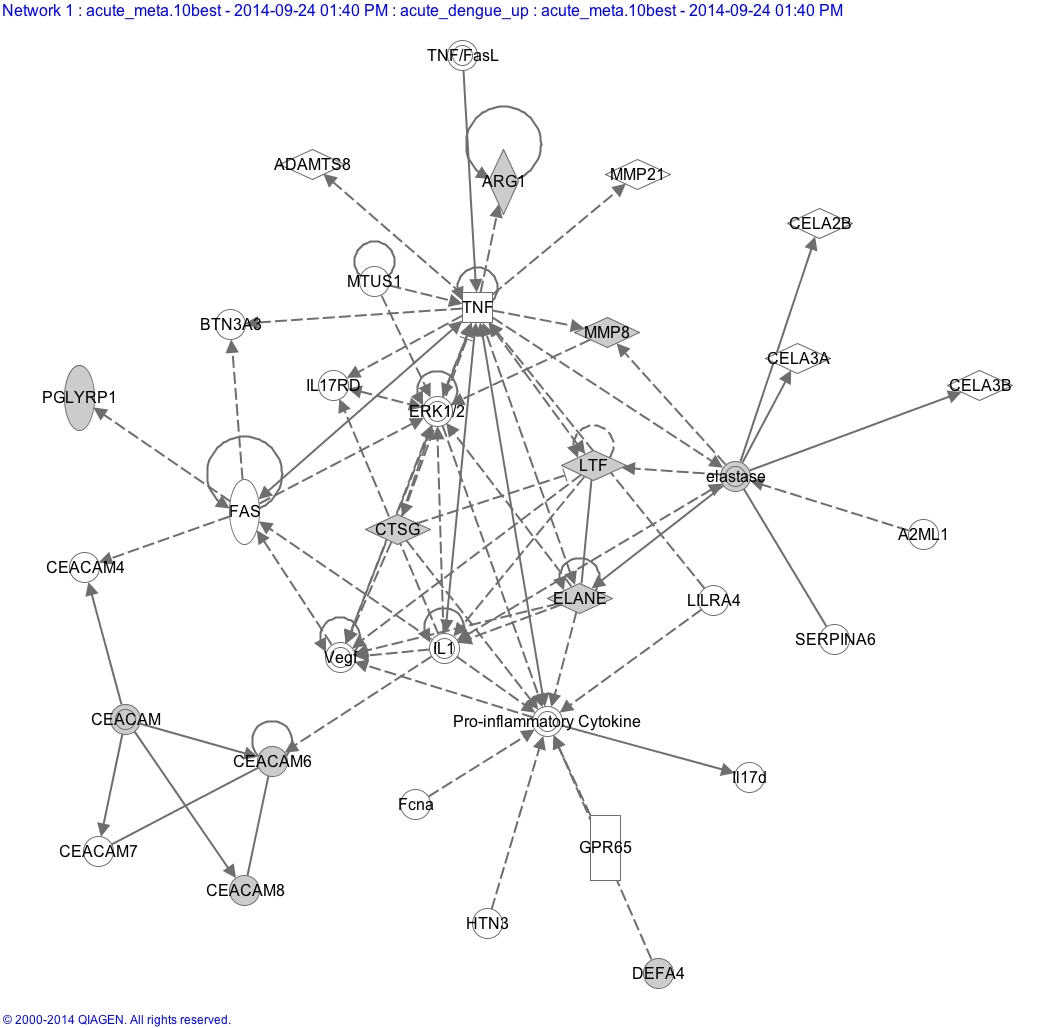 Network 1 : acute_meta.10best - 2014-09-24 01:40 PM : acute_dengue_up : acute_meta.10best - 2014-09-24 01:40 PM
TNF/FasL
ADAMTS8
ARG1
MMP21
CELA2B
MTUS1
TNF
BTN3A3
MMP8
CELA3A
IL17RD
CELA3B
PGLYRP1
ERK1/2
LTF
elastase
FAS
CTSG
A2ML1
CEACAM4
ELANE
LILRA4
SERPINA6
Vegf
IL1
CEACAM
Pro-inflammatory Cytokine
CEACAM6
Il17d
Fcna
CEACAM7
GPR65
CEACAM8
HTN3
DEFA4
© 2000-2014 QIAGEN. All rights reserved.